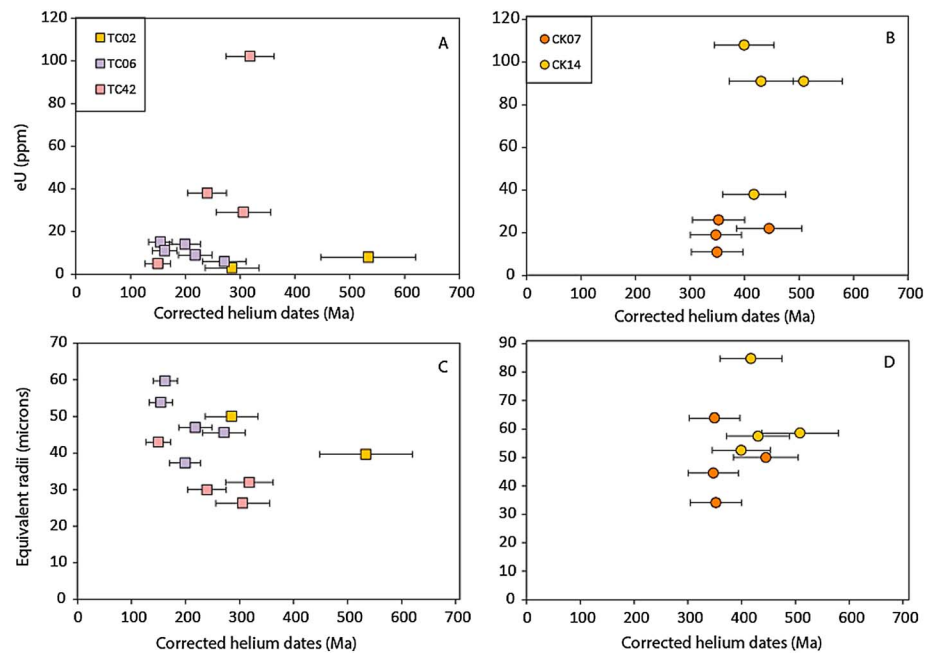 A
TC02
TC06
TC42
120
100
80
60
40
20
0
eU (ppm)
0 100 200 300 400 500 600 700
Corrected helium dates (Ma)
B
CK07
CK14
120
100
80
60
40
20
0
0 100 200 300 400 500 600 700
Corrected helium dates (Ma)
C
70
60
50
40
30
20
10
0
Equivalent radii (microns)
0 100 200 300 400 500 600 700
Corrected helium dates (Ma)
D
90
80
70
60
50
40
30
20
10
0
0 100 200 300 400 500 600 700
Corrected helium dates (Ma)